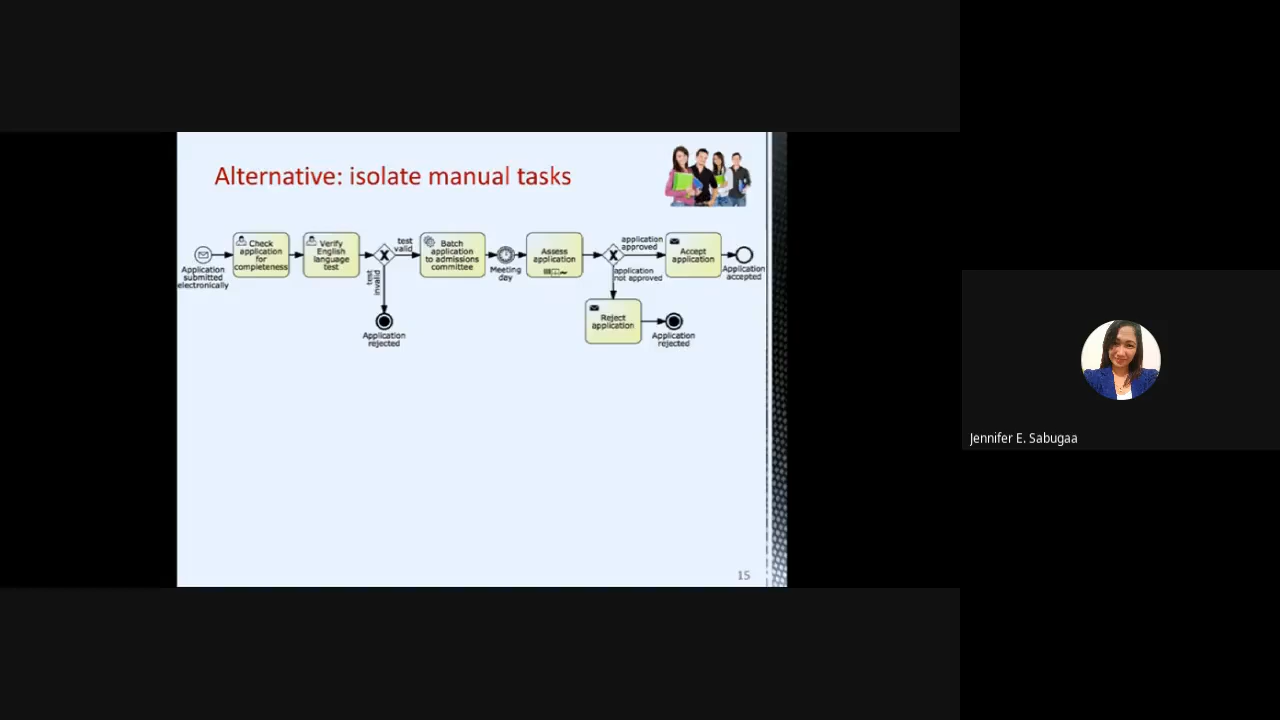 Alternative: isolate manual tasks
Application
submitted
electronically
Check
application
for
completeness
Verify
English
language
test
test
valid
test
invalid
Application
rejected
Batch
application
to admissions
committee
Meeting
day
Assess
application
application
approved
application
not approved
Accept
application
Application
accepted
Reject
application
Application
rejected
15
Jennifer E. Sabugaa